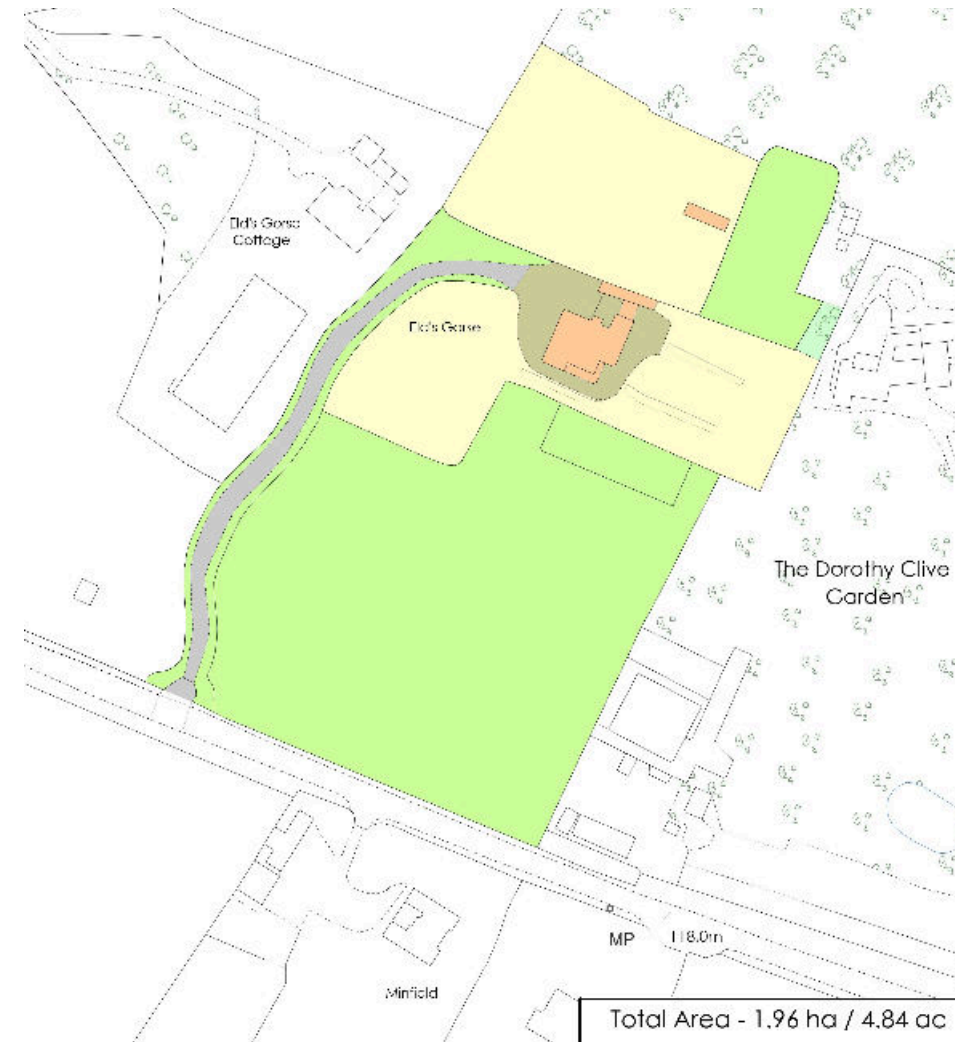 Eld's Gorse
Cottage
Eld's Gorse
The Dorothy Clive
Garden
MP
118.0m
Minfield
Total Area - 1.96 ha / 4.84 ac